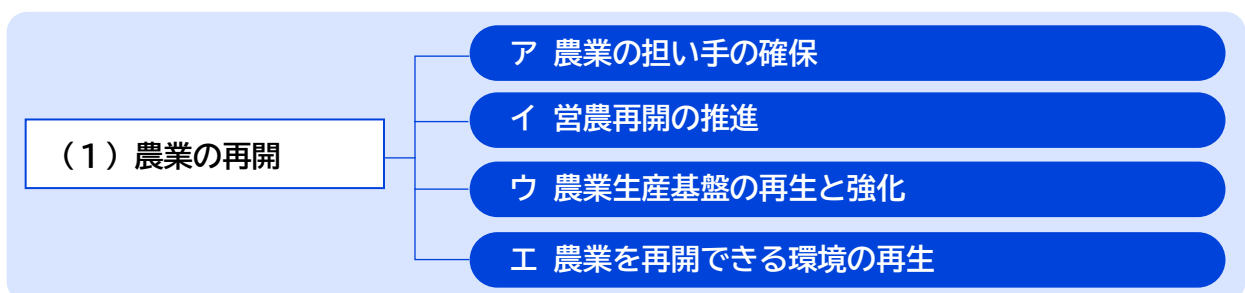 （１）農業の再開
ア 農業の担い手の確保
イ 営農再開の推進
ウ 農業生産基盤の再生と強化
エ 農業を再開できる環境の再生